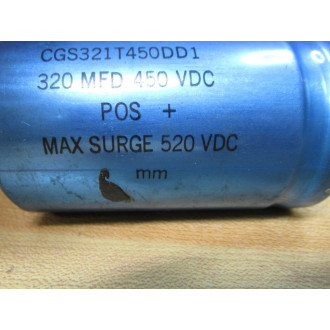 CGS321T450DD1
320 MFD 450 VDC
POS +
MAX SURGE 520 VDC
mm